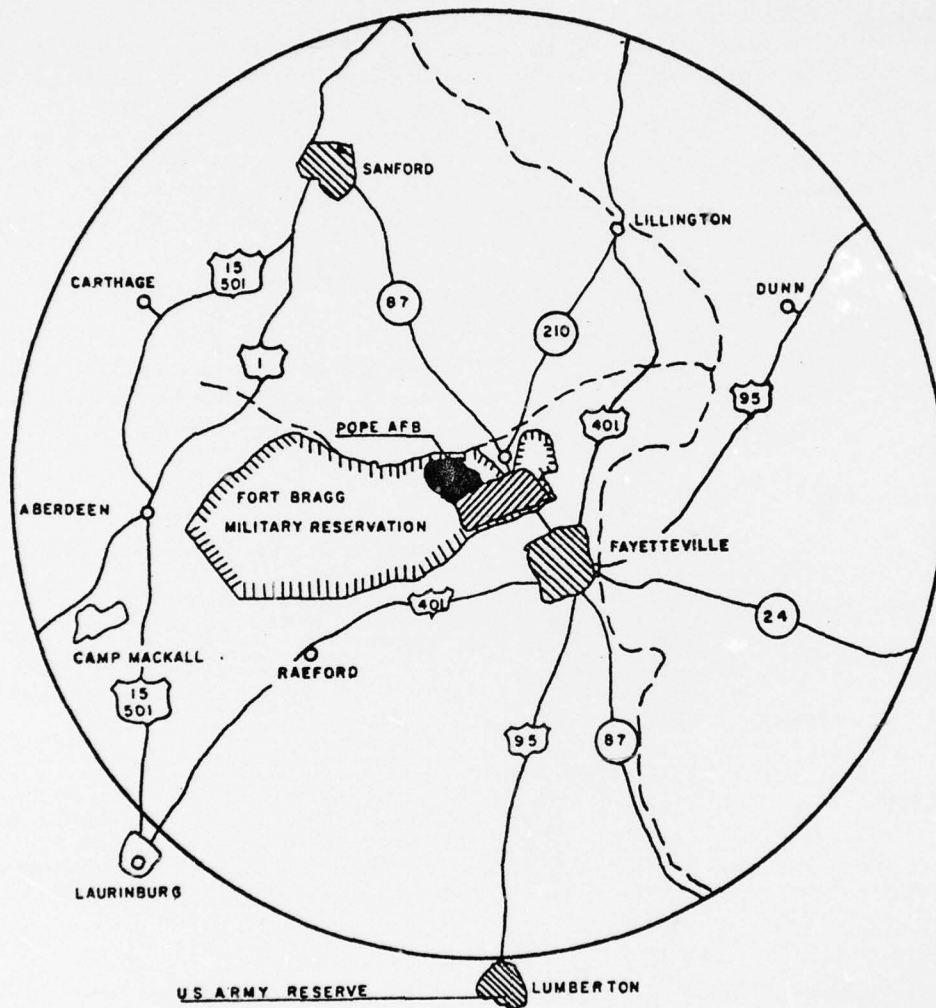 SANFORD
LILLINGTON
15
501
CARTHAGE
87
DUNN
210
1
95
401
POPE AFB
FORT BRAGG
MILITARY RESERVATION
ABERDEEN
FAYETTEVILLE
401
24
CAMP MACKALL
RAEFORD
15
501
95
87
LAURINBURG
US ARMY RESERVE
LUMBERTON